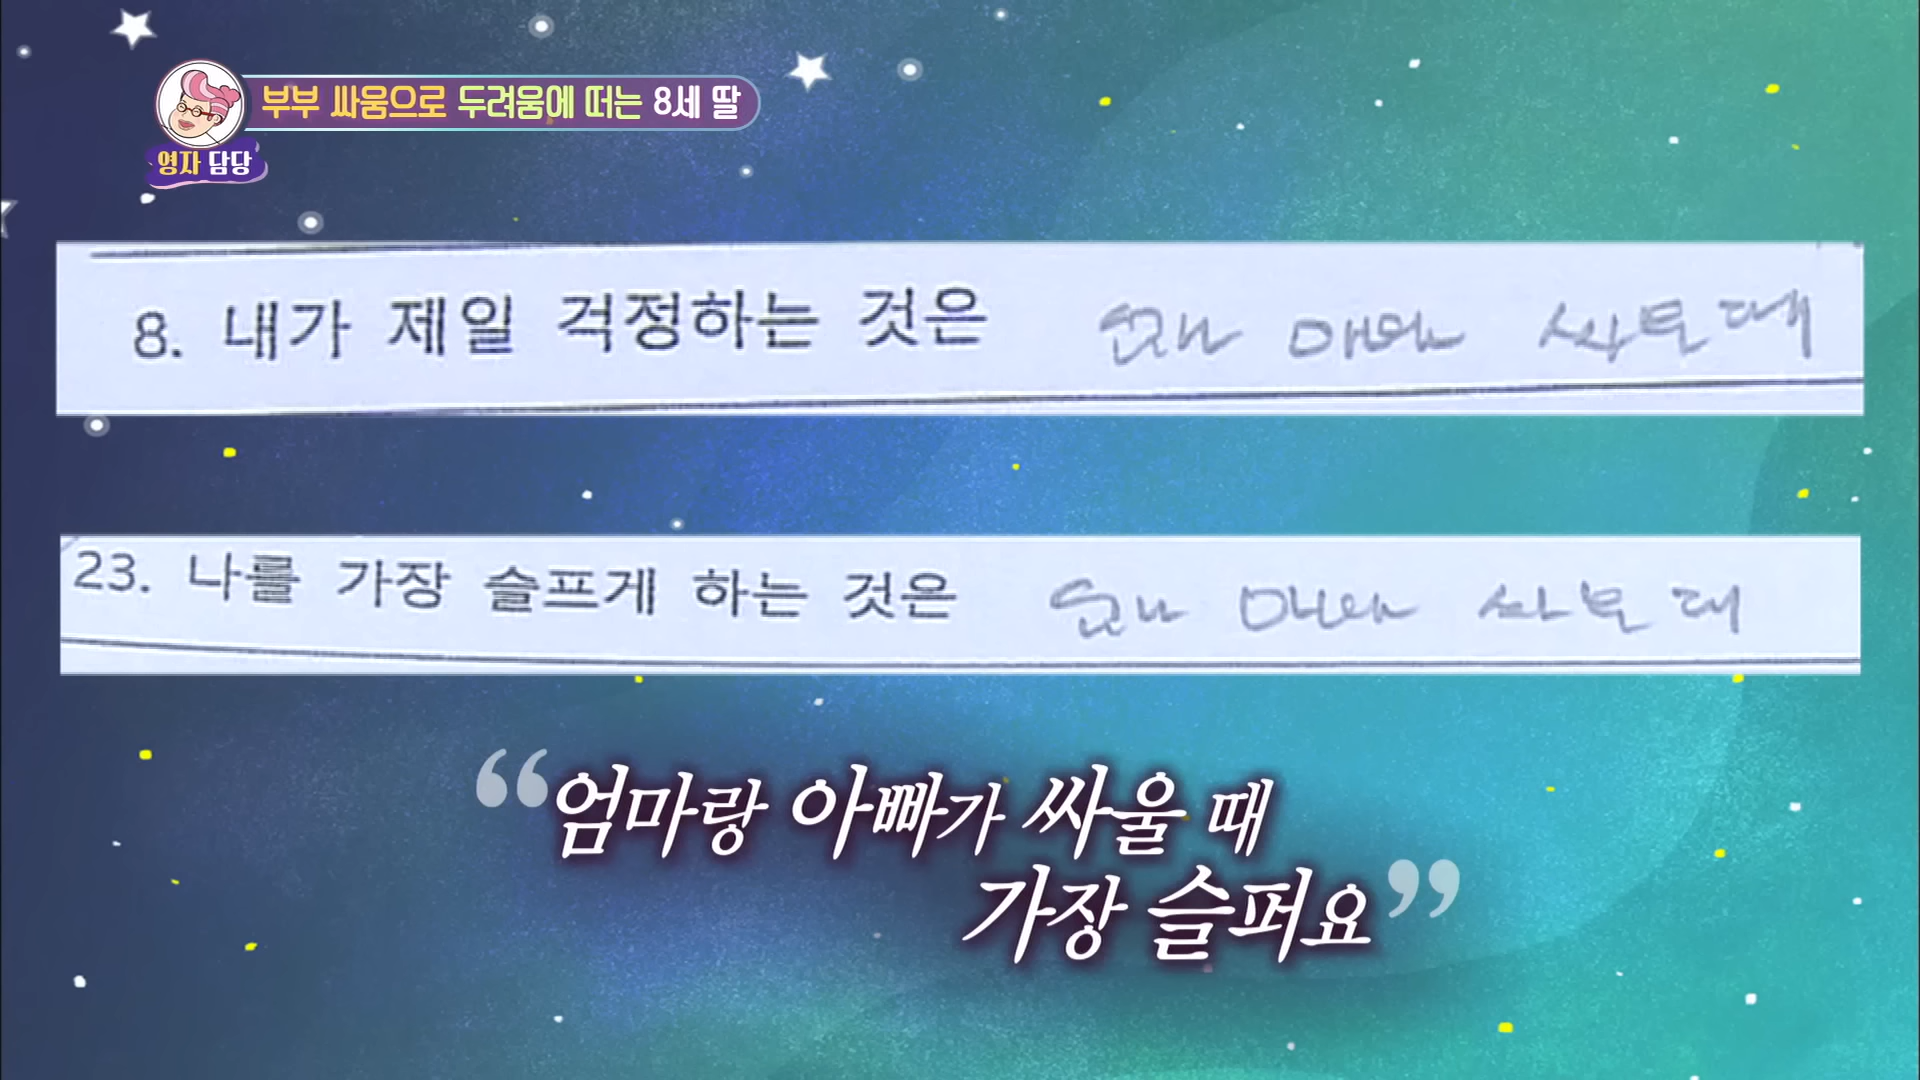 부부 싸움으로 두려움에 떠는 8세 딸
영자 담당
8. 내가 제일 걱정하는 것은
23. 나를 가장 슬프게 하는 것은
“엄마랑 아빠가 싸울 때
가장 슬퍼요”